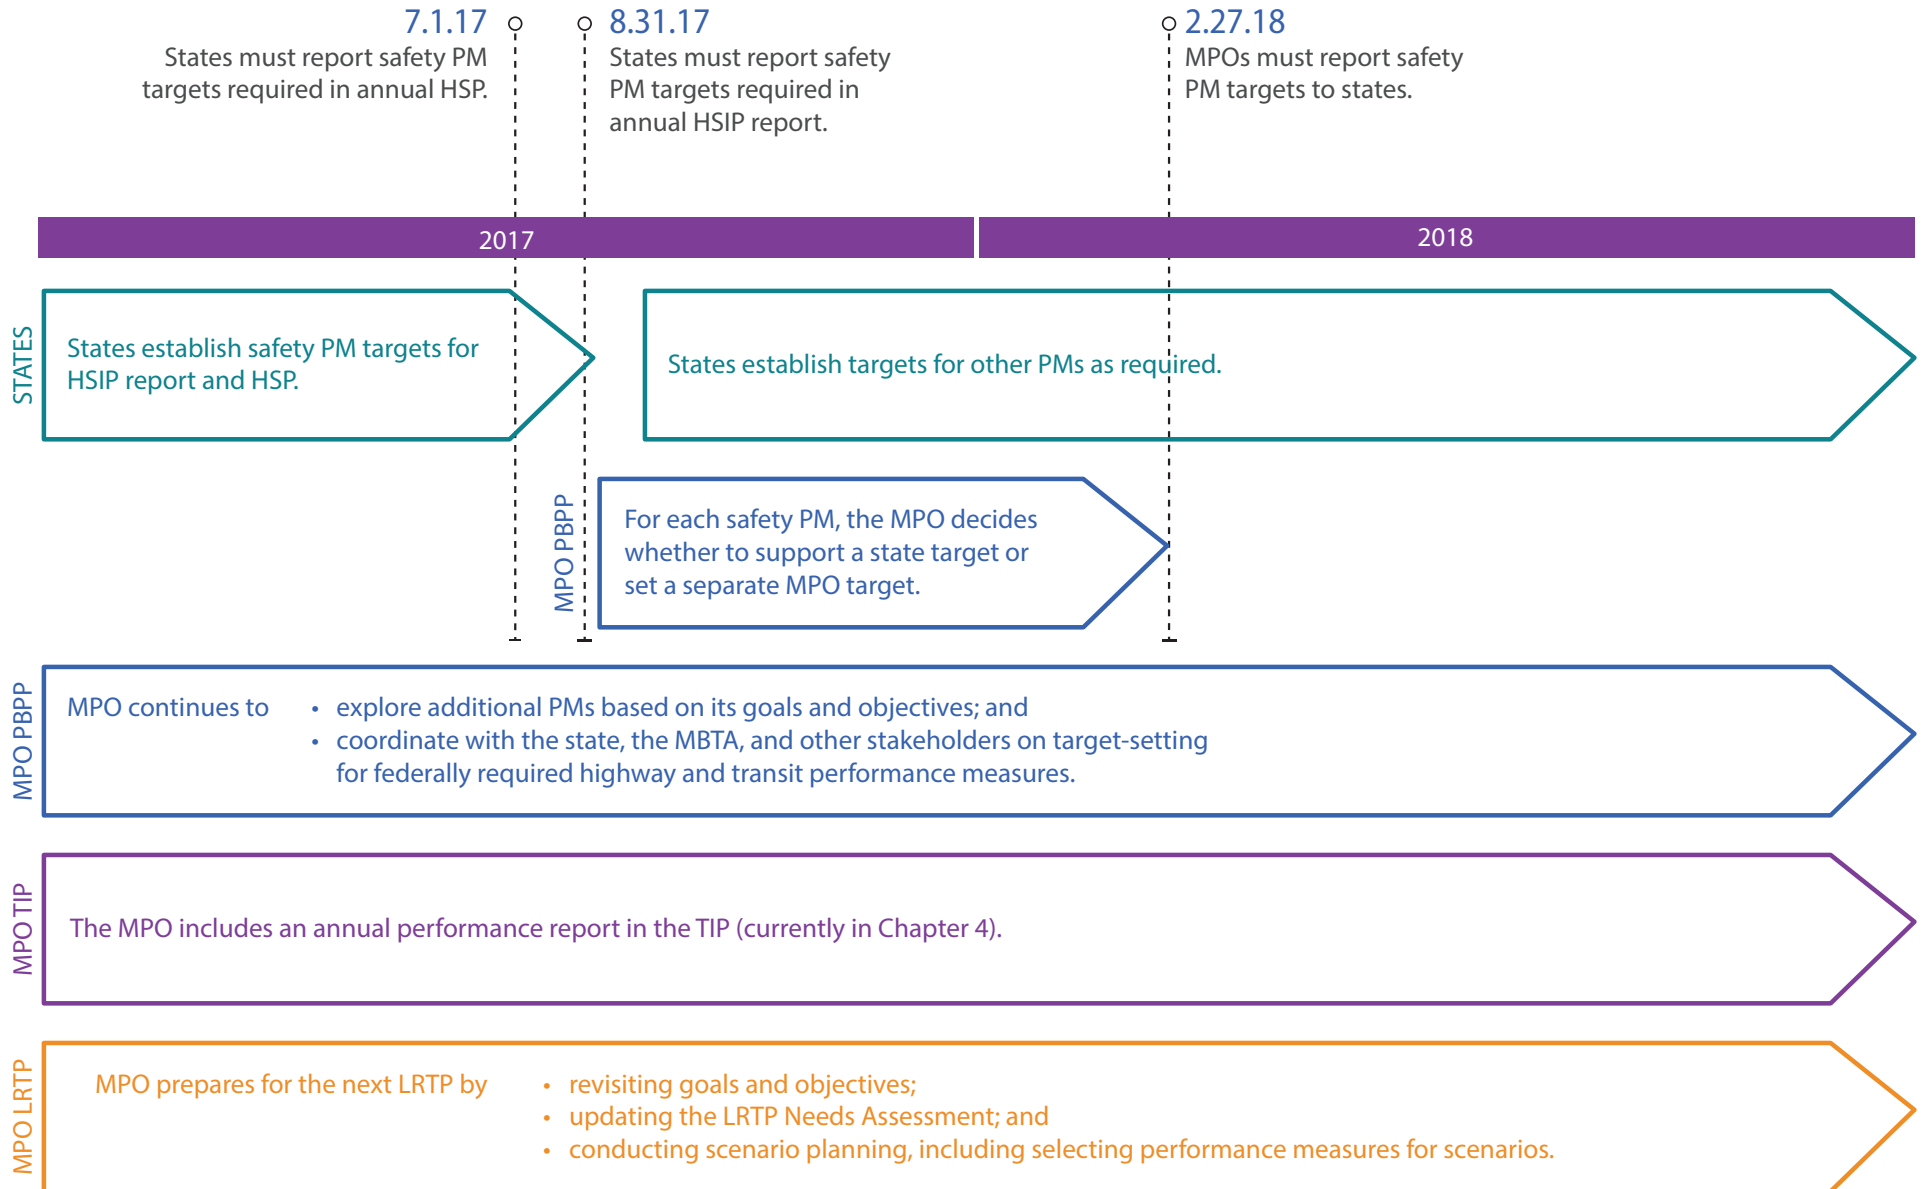 7.1.17
States must report safety PM
targets required in annual HSP.
8.31.17
States must report safety
PM targets required in
annual HSIP report.
2.27.18
MPOs must report safety
PM targets to states.
2017
2018
STATES
States establish safety PM targets for
HSIP report and HSP.
States establish targets for other PMs as required.
MPO PBPP
For each safety PM, the MPO decides
whether to support a state target or
set a separate MPO target.
MPO PBPP
MPO continues to
• explore additional PMs based on its goals and objectives; and
• coordinate with the state, the MBTA, and other stakeholders on target-setting
for federally required highway and transit performance measures.
MPO TIP
The MPO includes an annual performance report in the TIP (currently in Chapter 4).
MPO LRTP
MPO prepares for the next LRTP by
• revisiting goals and objectives;
• updating the LRTP Needs Assessment; and
• conducting scenario planning, including selecting performance measures for scenarios.